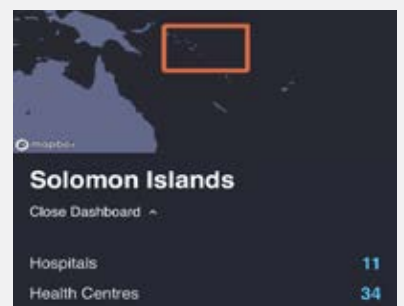 mapbox
Solomon Islands
Close Dashboard ^
Hospitals 11
Health Centres 34